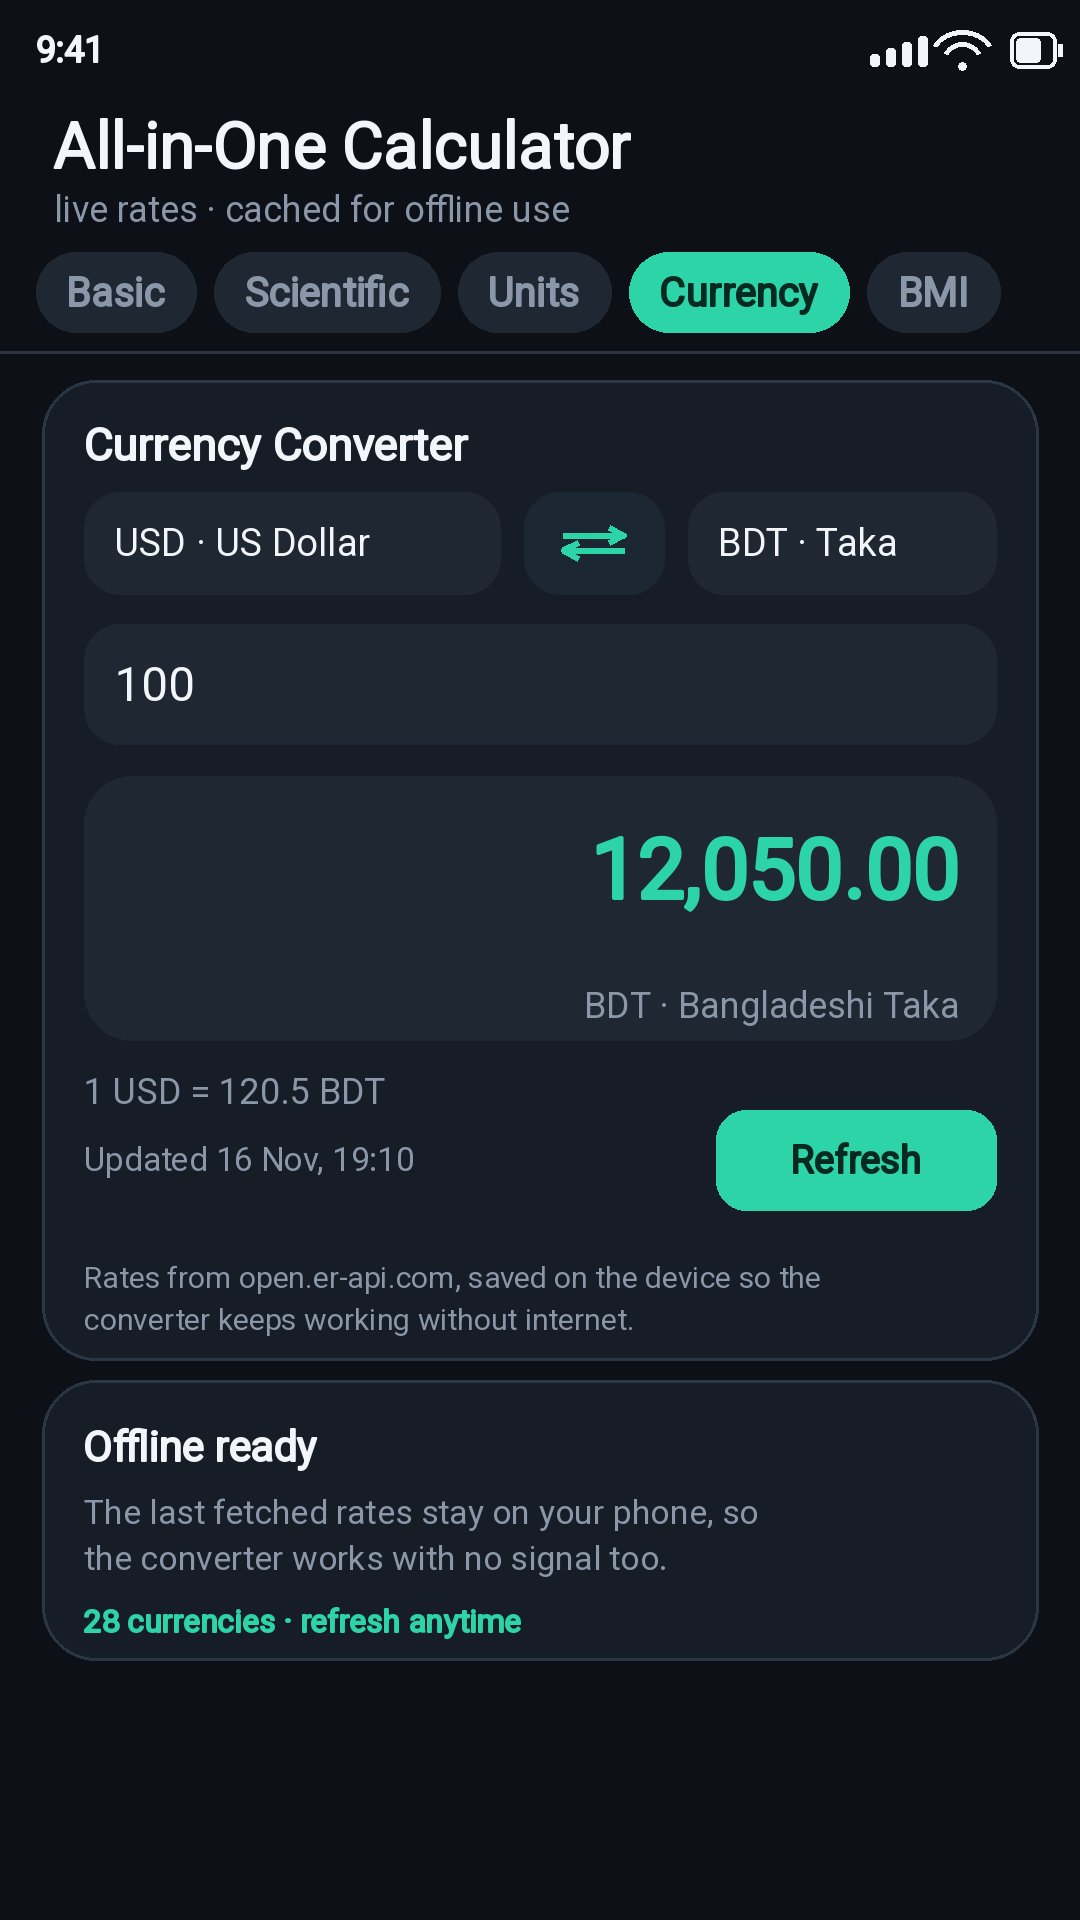 9:41
All-in-One Calculator
live rates · cached for offline use
Basic Scientific Units Currency BMI
Currency Converter
USD · US Dollar BDT · Taka
100
12,050.00
BDT · Bangladeshi Taka
1 USD = 120.5 BDT
Updated 16 Nov, 19:10
Refresh
Rates from open.er-api.com, saved on the device so the
converter keeps working without internet.
Offline ready
The last fetched rates stay on your phone, so
the converter works with no signal too.
28 currencies · refresh anytime